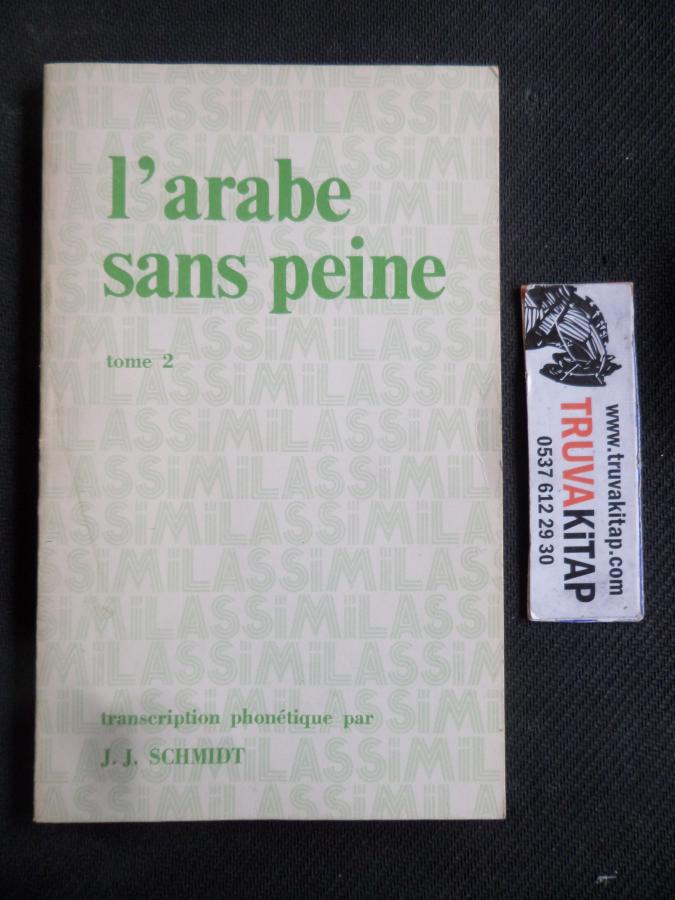 l'arabe
sans peine
tome 2
transcription phonétique par
J. J. SCHMIDT
www.truvakitap.com
TRUVAKiTAP
0537 612 29 30